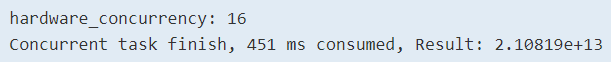 hardware_concurrency: 16
Concurrent task finish, 451 ms consumed, Result: 2.10819e+13